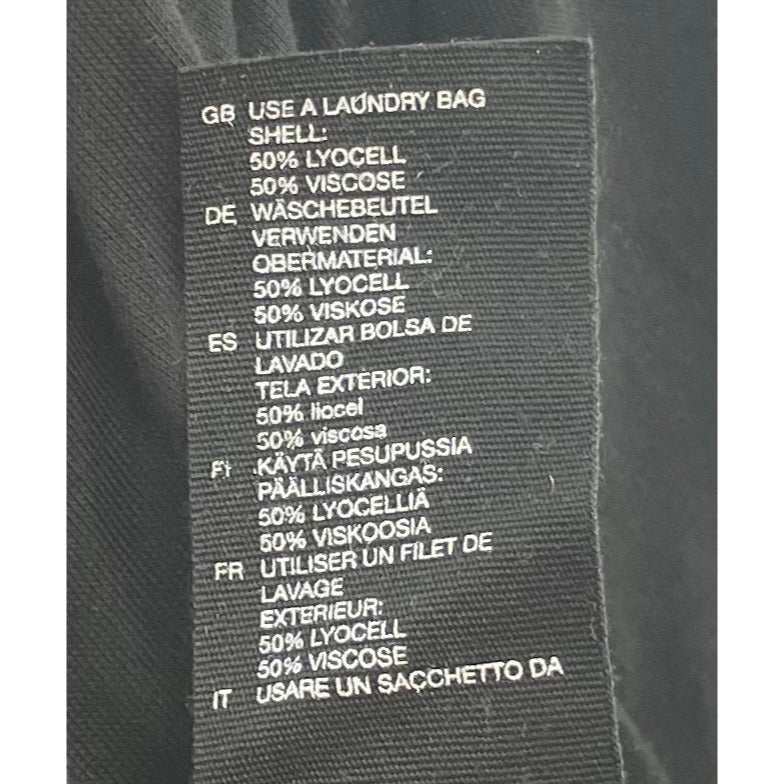 GB USE A LAUNDRY BAG
SHELL:
50% LYOCELL
50% VISCOSE
DE WÄSCHEBEUTEL
VERWENDEN
OBERMATERIAL:
50% LYOCELL
50% VISKOSE
ES UTILIZAR BOLSA DE
LAVADO
TELA EXTERIOR:
50% liocel
50% viscosa
FI KÄYTÄ PESUPUSSIA
PÄÄLLISKANGAS:
50% LYOCELLIÄ
50% VISKOOSIA
FR UTILISER UN FILET DE
LAVAGE
EXTERIEUR:
50% LYOCELL
50% VISCOSE
IT USARE UN SACCHETTO DA